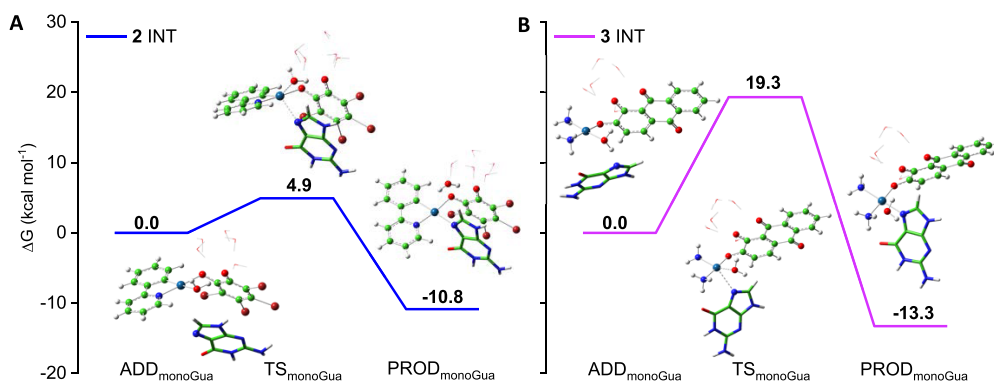 A
2 INT
ΔG (kcal mol⁻¹)
30
20
10
0
-10
-20
0.0
4.9
-10.8
ADDmonoGua
TSmonoGua
PRODmonoGua
B
3 INT
0.0
19.3
-13.3
ADDmonoGua
TSmonoGua
PRODmonoGua